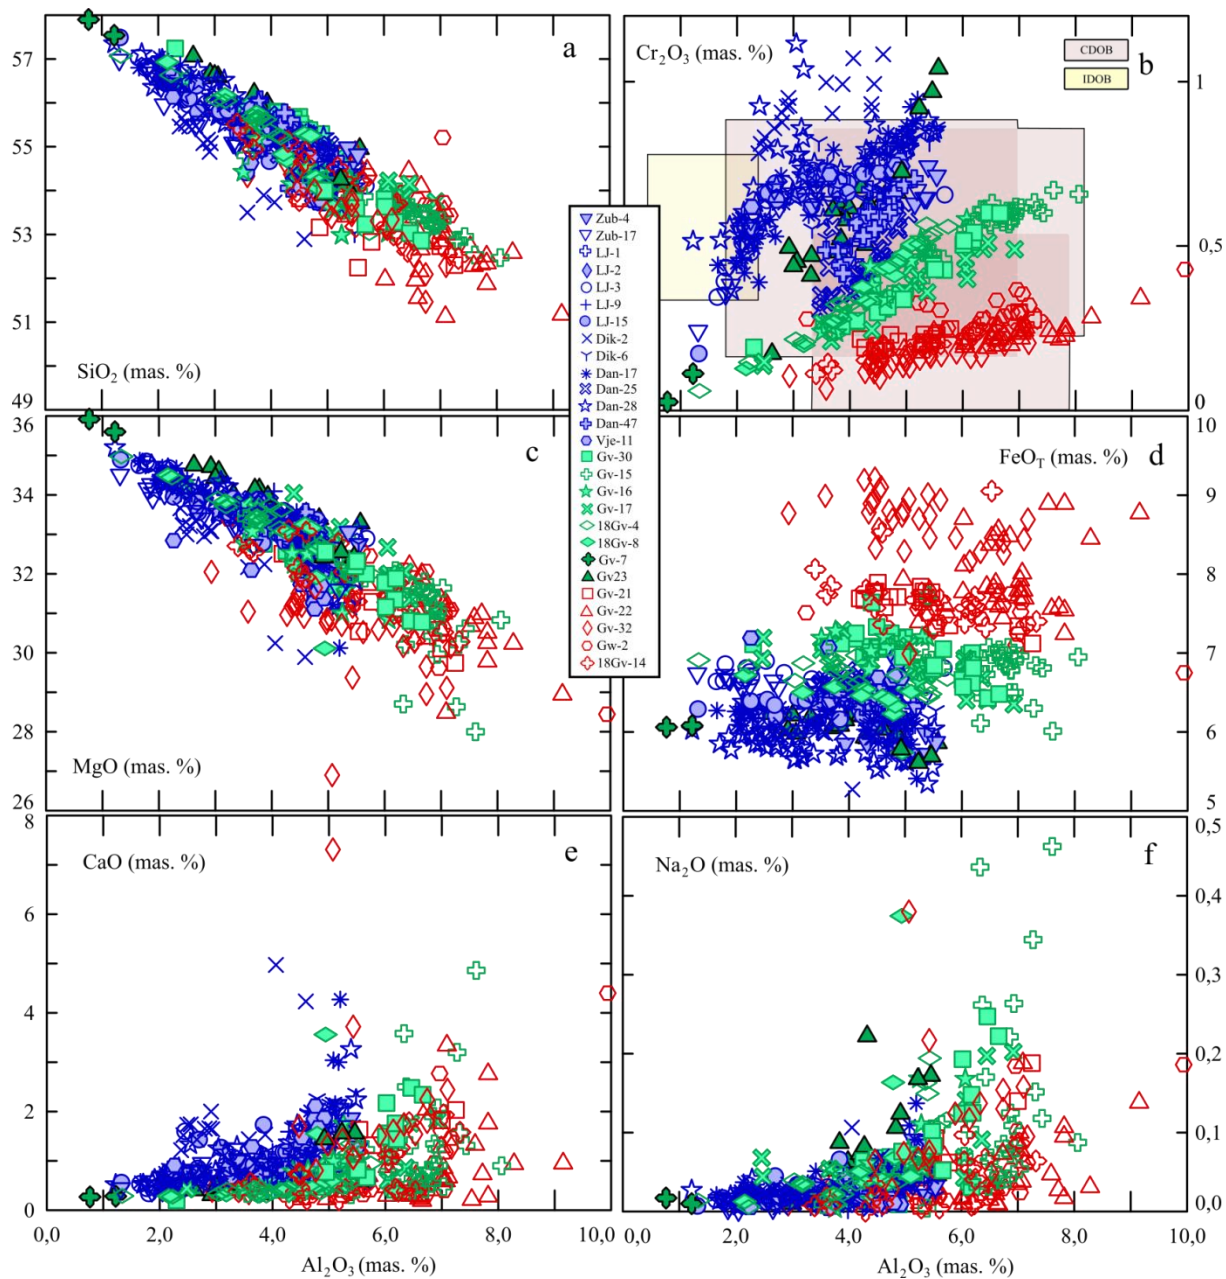 a
57
55
53
51
49
SiO2 (mas. %)
Cr2O3 (mas. %)
CDOB
IDOB
b
1
0,5
0
Zub-4
Zub-17
LJ-1
LJ-2
LJ-3
LJ-9
LJ-15
Dik-2
Dik-6
Dan-17
Dan-25
Dan-28
Dan-47
Vje-11
Gv-30
Gv-15
Gv-16
Gv-17
18Gv-4
18Gv-8
Gv-7
Gv23
Gv-21
Gv-22
Gv-32
Gw-2
18Gv-14
c
36
34
32
30
28
26
MgO (mas. %)
d
FeOT (mas. %)
10
9
8
7
6
5
e
CaO (mas. %)
8
6
4
2
0
0,0 2,0 4,0 6,0 8,0 10,0
Al2O3 (mas. %)
f
Na2O (mas. %)
0,5
0,4
0,3
0,2
0,1
0,0
2,0 4,0 6,0 8,0 10,0
Al2O3 (mas. %)